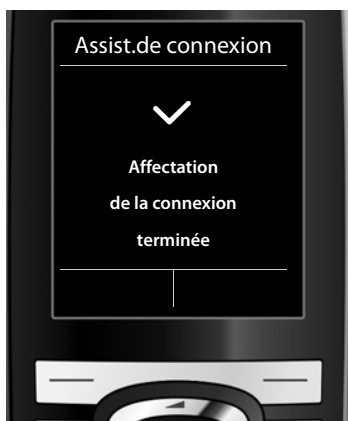 Assist.de connexion
Affectation
de la connexion
terminée